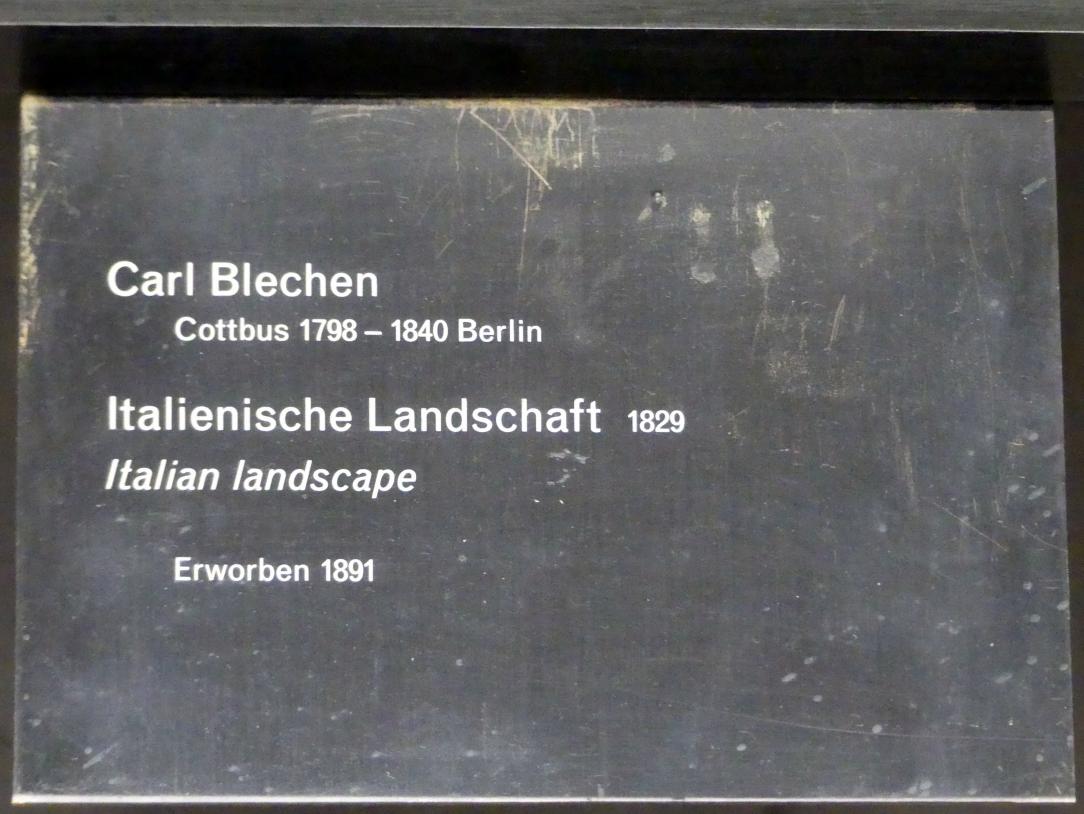 Carl Blechen
Cottbus 1798 – 1840 Berlin
Italienische Landschaft 1829
Italian landscape
Erworben 1891